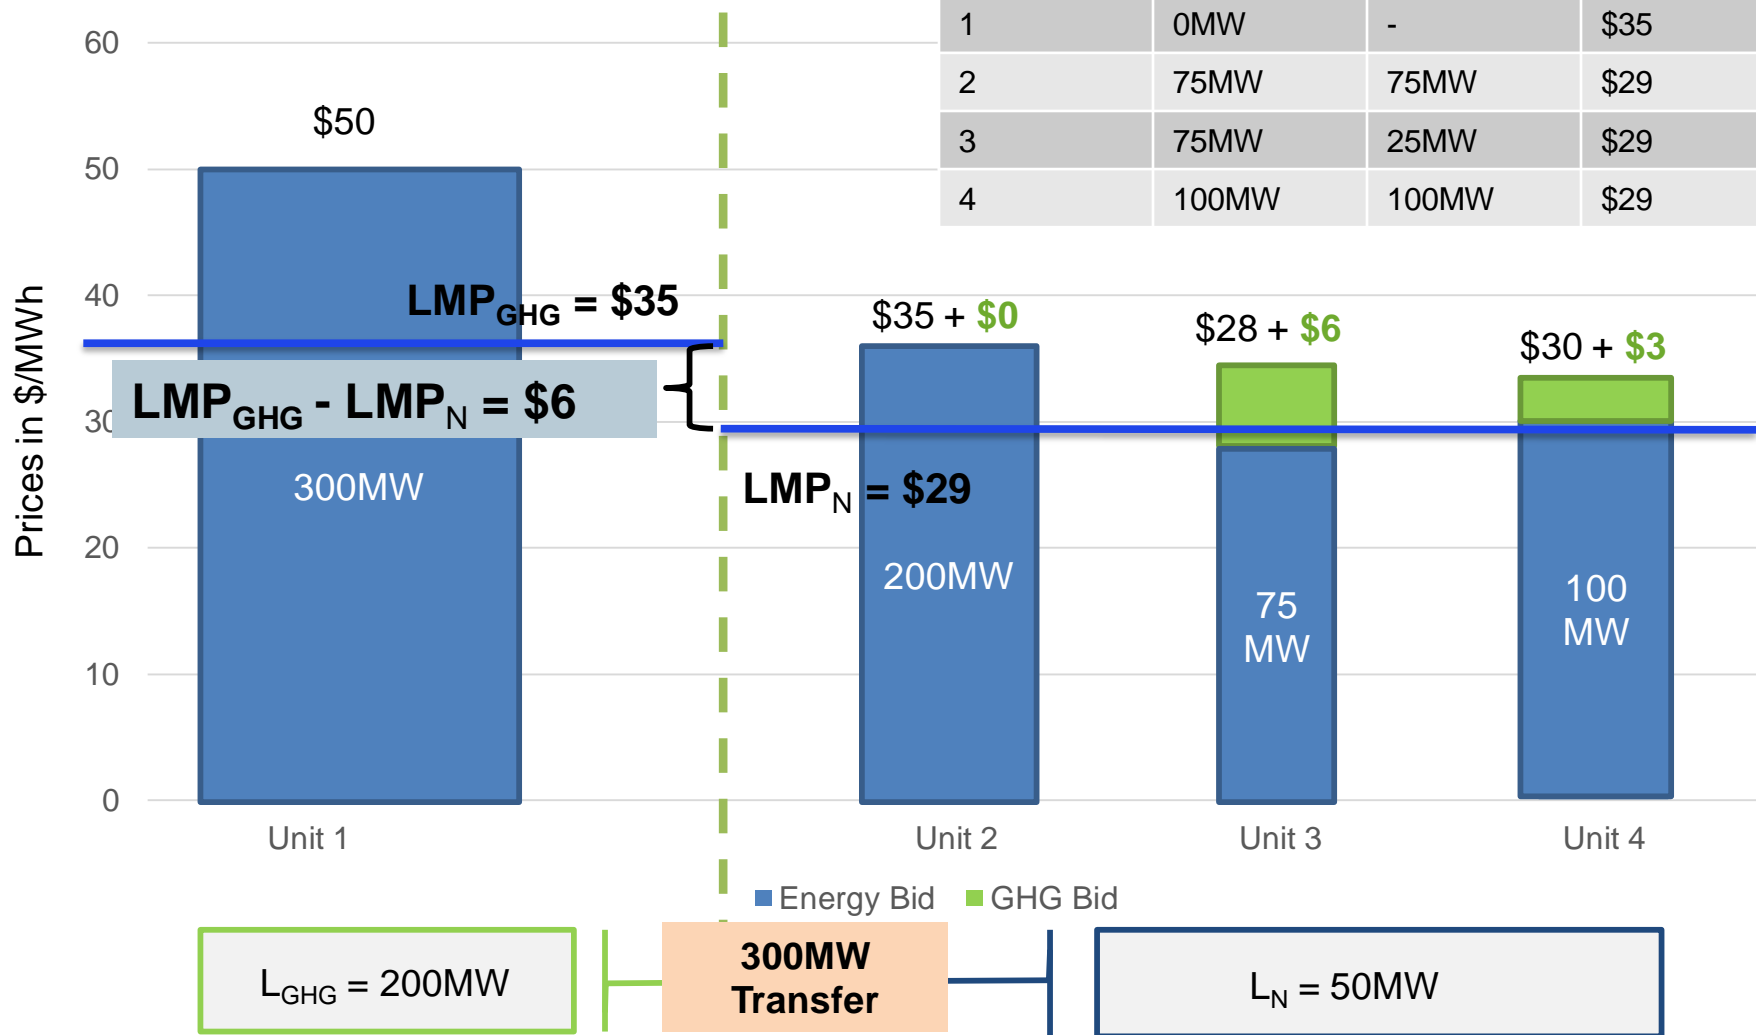 1 0MW - $35
2 75MW 75MW $29
3 75MW 25MW $29
4 100MW 100MW $29
Prices in $/MWh
60
50
40
30
20
10
0
$50
LMPGHG = $35
$35 + $0
$28 + $6
$30 + $3
LMPGHG - LMPN = $6
LMPN = $29
300MW
200MW
75
MW
100
MW
Unit 1
Unit 2
Unit 3
Unit 4
Energy Bid
GHG Bid
LGHG = 200MW
300MW
Transfer
LN = 50MW